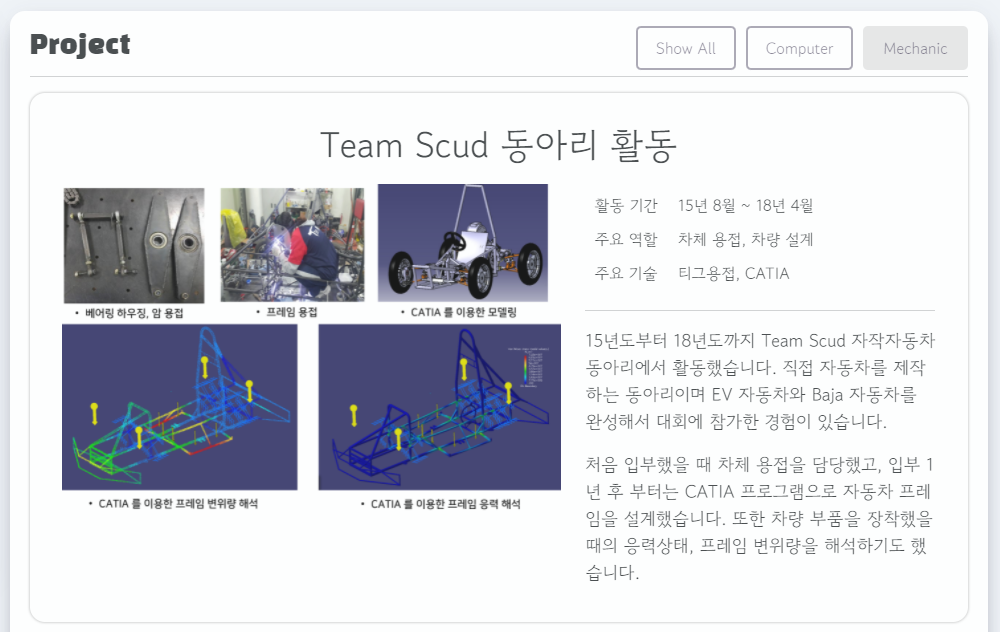 Project
Show All
Computer
Mechanic
Team Scud 동아리 활동
• 베어링 하우징, 암 용접
• 프레임 용접
• CATIA 를 이용한 모델링
• CATIA 를 이용한 프레임 변위량 해석
• CATIA 를 이용한 프레임 응력 해석
활동 기간 15년 8월 ~ 18년 4월
주요 역할 차체 용접, 차량 설계
주요 기술 티그용접, CATIA
15년도부터 18년도까지 Team Scud 자작자동차
동아리에서 활동했습니다. 직접 자동차를 제작
하는 동아리이며 EV 자동차와 Baja 자동차를
완성해서 대회에 참가한 경험이 있습니다.
처음 입부했을 때 차체 용접을 담당했고, 입부 1
년 후 부터는 CATIA 프로그램으로 자동차 프레
임을 설계했습니다. 또한 차량 부품을 장착했을
때의 응력상태, 프레임 변위량을 해석하기도 했
습니다.